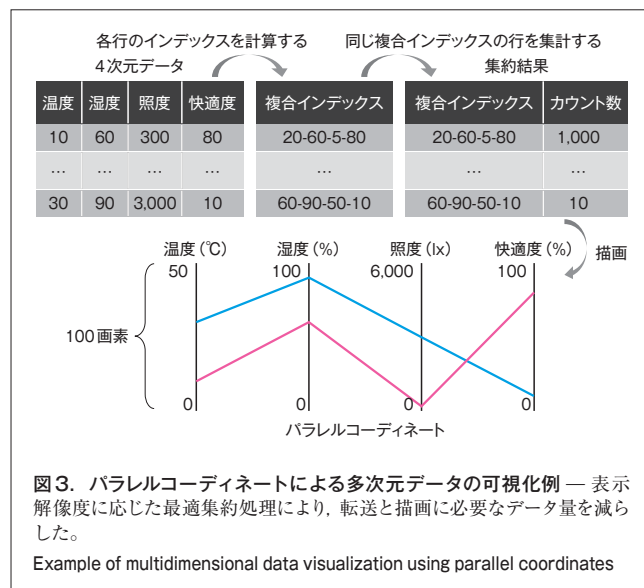 各行のインデックスを計算する 同じ複合インデックスの行を集計する
4次元データ 集約結果
温度 湿度 照度 快適度 複合インデックス 複合インデックス カウント数
10 60 300 80 20-60-5-80 20-60-5-80 1,000
… … … … … … …
30 90 3,000 10 60-90-50-10 60-90-50-10 10
描画
温度(℃) 湿度(%) 照度(lx) 快適度(%)
50 100 6,000 100
100画素
0 0 0 0
パラレルコーディネート
図3. パラレルコーディネートによる多次元データの可視化例 — 表示
解像度に応じた最適集約処理により,転送と描画に必要なデータ量を減ら
した。
Example of multidimensional data visualization using parallel coordinates